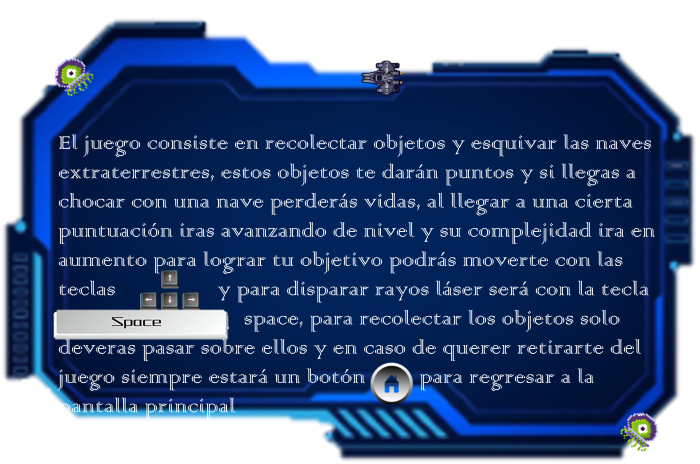 El juego consiste en recolectar objetos y esquivar las naves
extraterrestres, estos objetos te darán puntos y si llegas a
chocar con una nave perderás vidas, al llegar a una cierta
puntuación iras avanzando de nivel y su complejidad ira en
aumento para lograr tu objetivo podrás moverte con las
teclas ↑ ← ↓ → y para disparar rayos láser será con la tecla
Space , space, para recolectar los objetos solo
deveras pasar sobre ellos y en caso de querer retirarte del
juego siempre estará un botón para regresar a la
pantalla principal